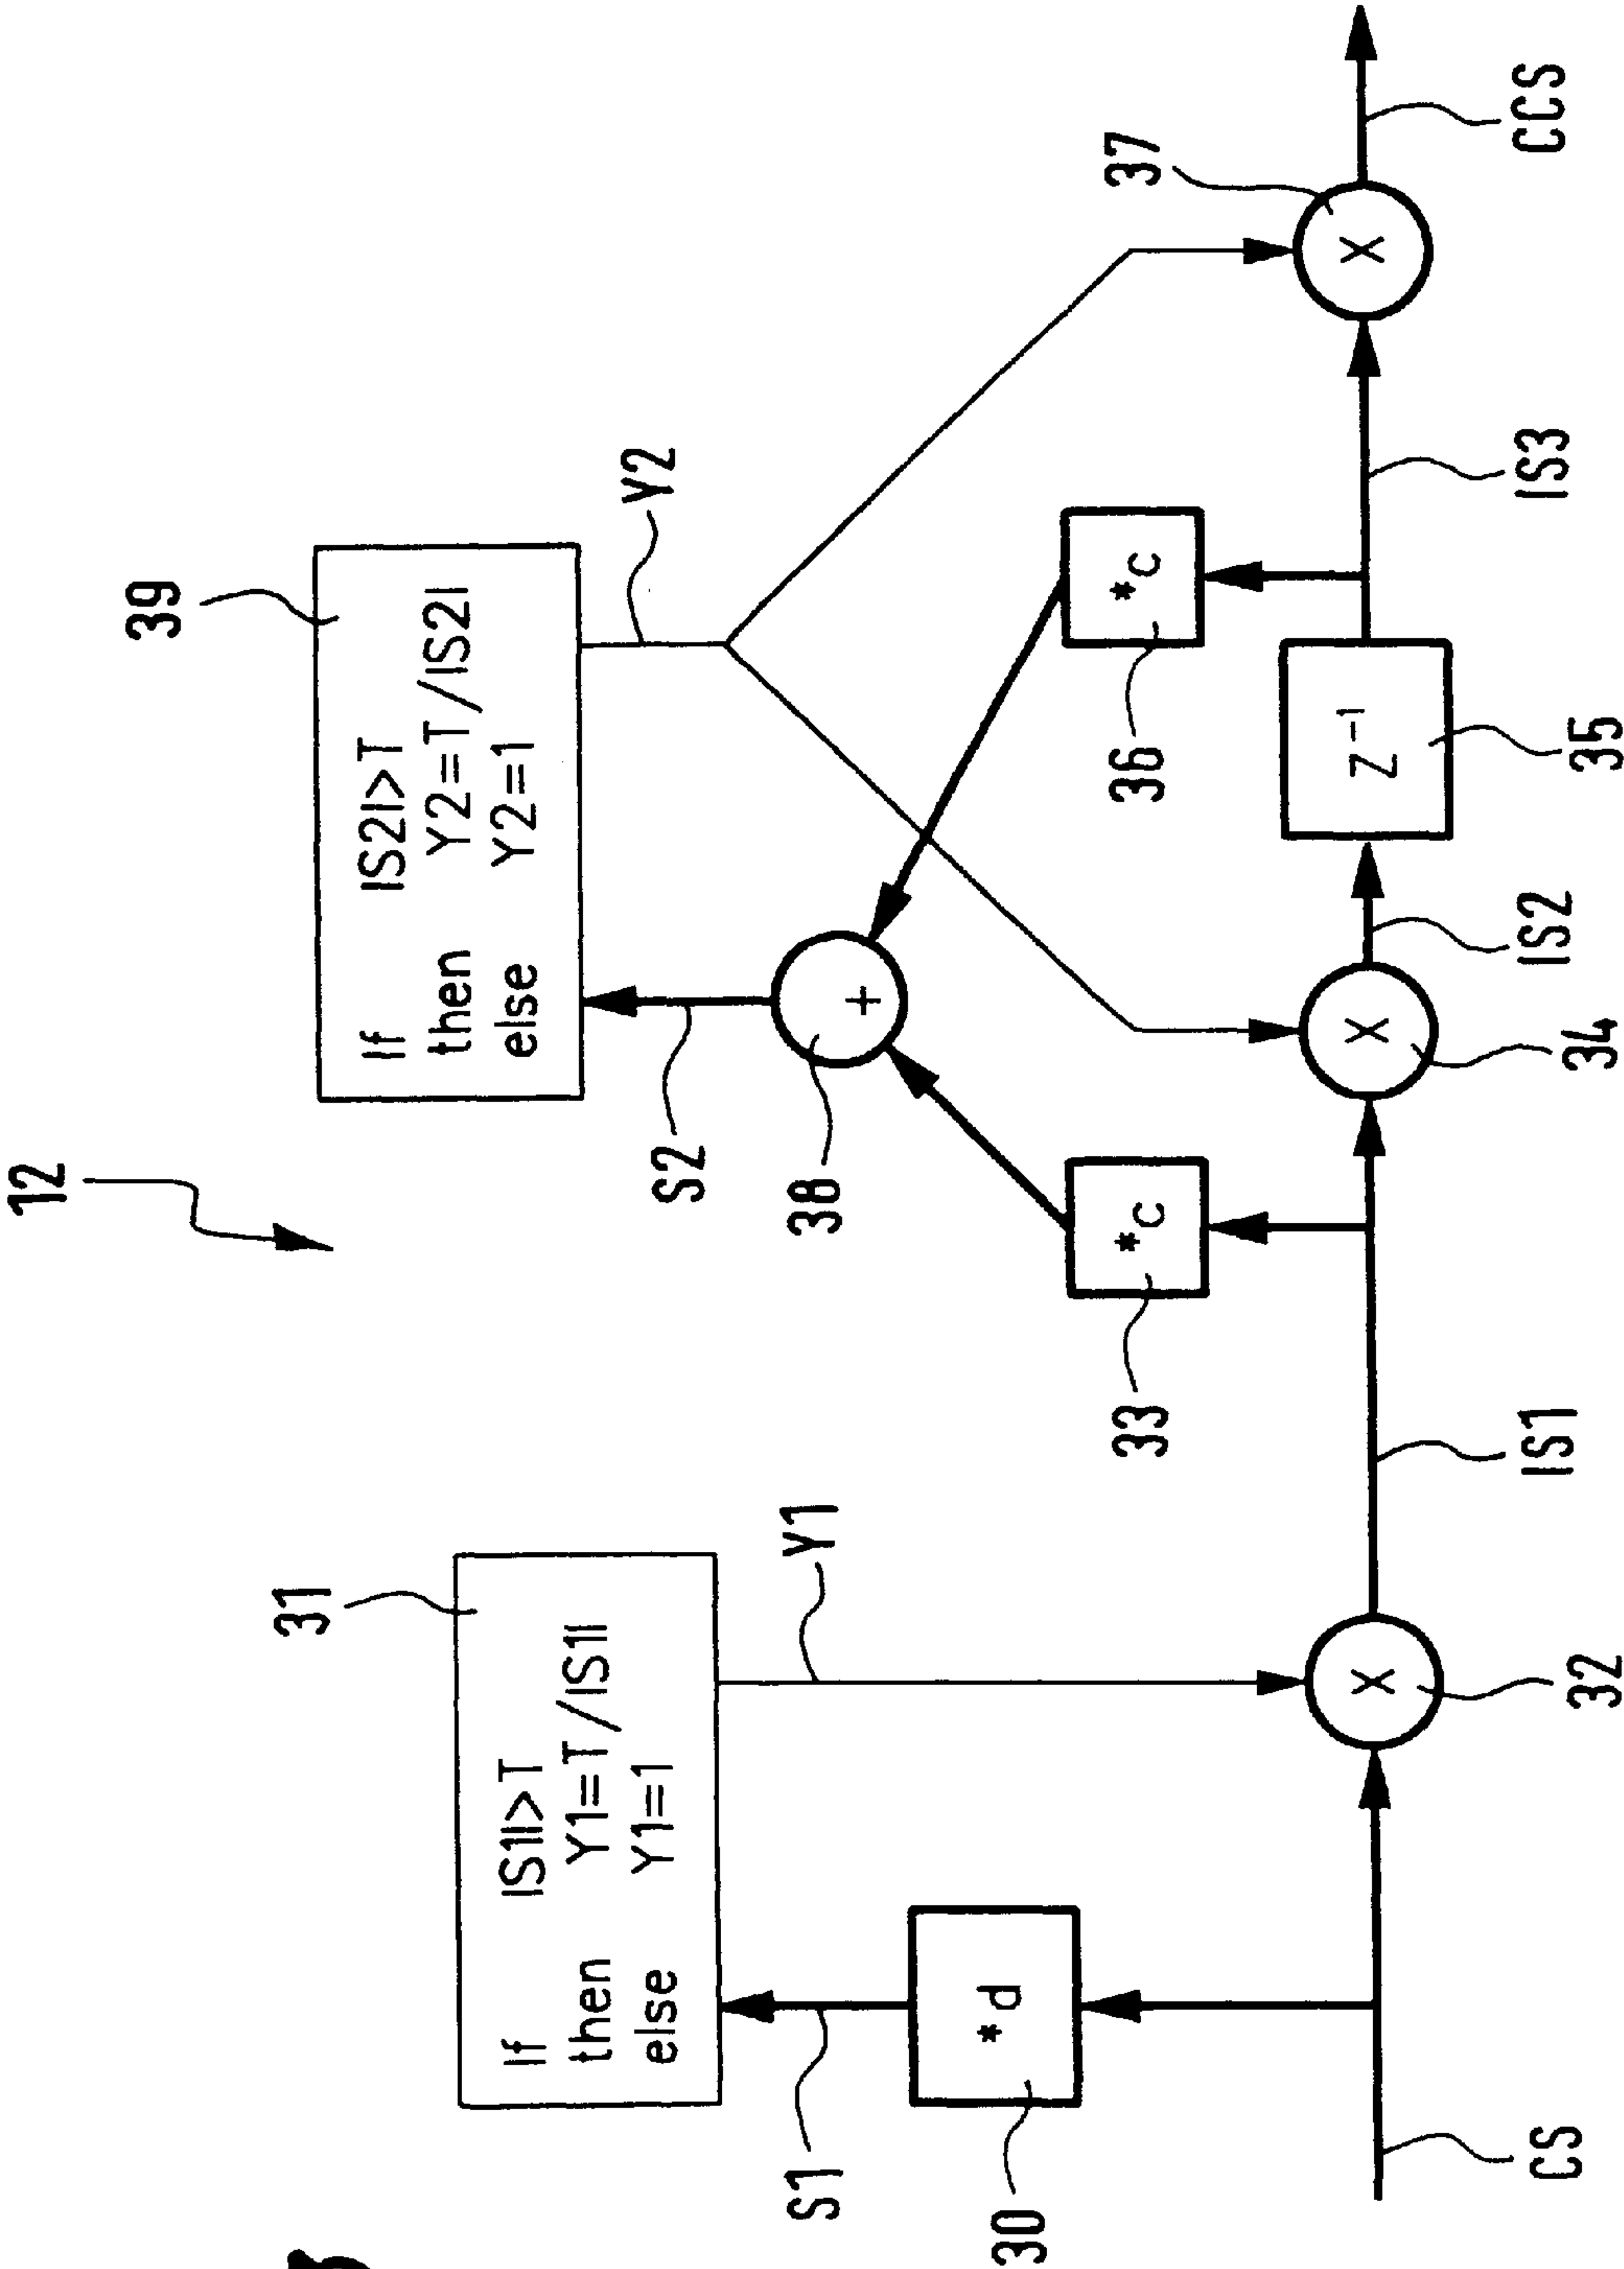 12
39
31
If |S2|>T
then Y2=T/|S2|
else Y2=1
If |S1|>T
then Y1=T/|S1|
else Y1=1
S2
Y2
S1
Y1
38
+
30
*d
33
*c
36
*c
37
X
X
Z⁻¹
X
CS
IS1
IS2
IS3
CCS
32
34
35